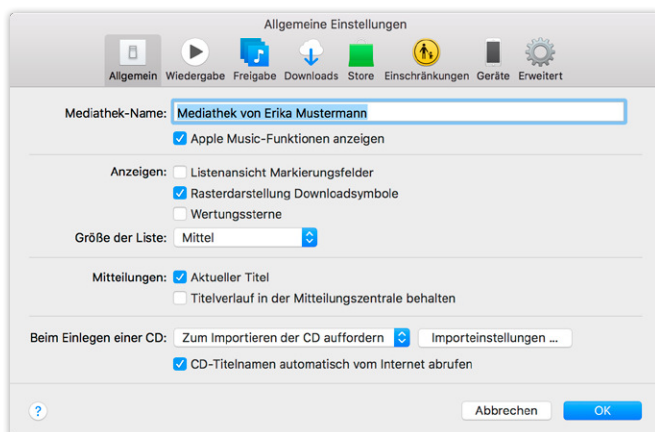 Allgemeine Einstellungen
Allgemein Wiedergabe Freigabe Downloads Store Einschränkungen Geräte Erweitert
Mediathek-Name: Mediathek von Erika Mustermann
Apple Music-Funktionen anzeigen
Anzeigen: Listenansicht Markierungsfelder
Rasterdarstellung Downloadsymbole
Wertungssterne
Größe der Liste: Mittel
Mitteilungen: Aktueller Titel
Titelverlauf in der Mitteilungszentrale behalten
Beim Einlegen einer CD: Zum Importieren der CD auffordern Importeinstellungen ...
CD-Titelnamen automatisch vom Internet abrufen
? Abbrechen OK